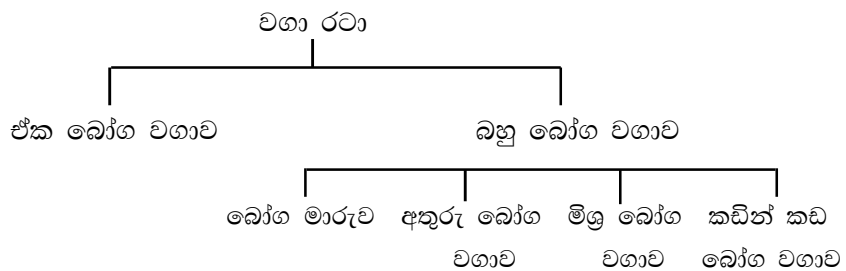 වගා රටා
ඒක බෝග වගාව බහු බෝග වගාව
බෝග මාරුව අතුරු බෝග මිශ්‍ර බෝග කඩින් කඩ
වගාව වගාව බෝග වගාව